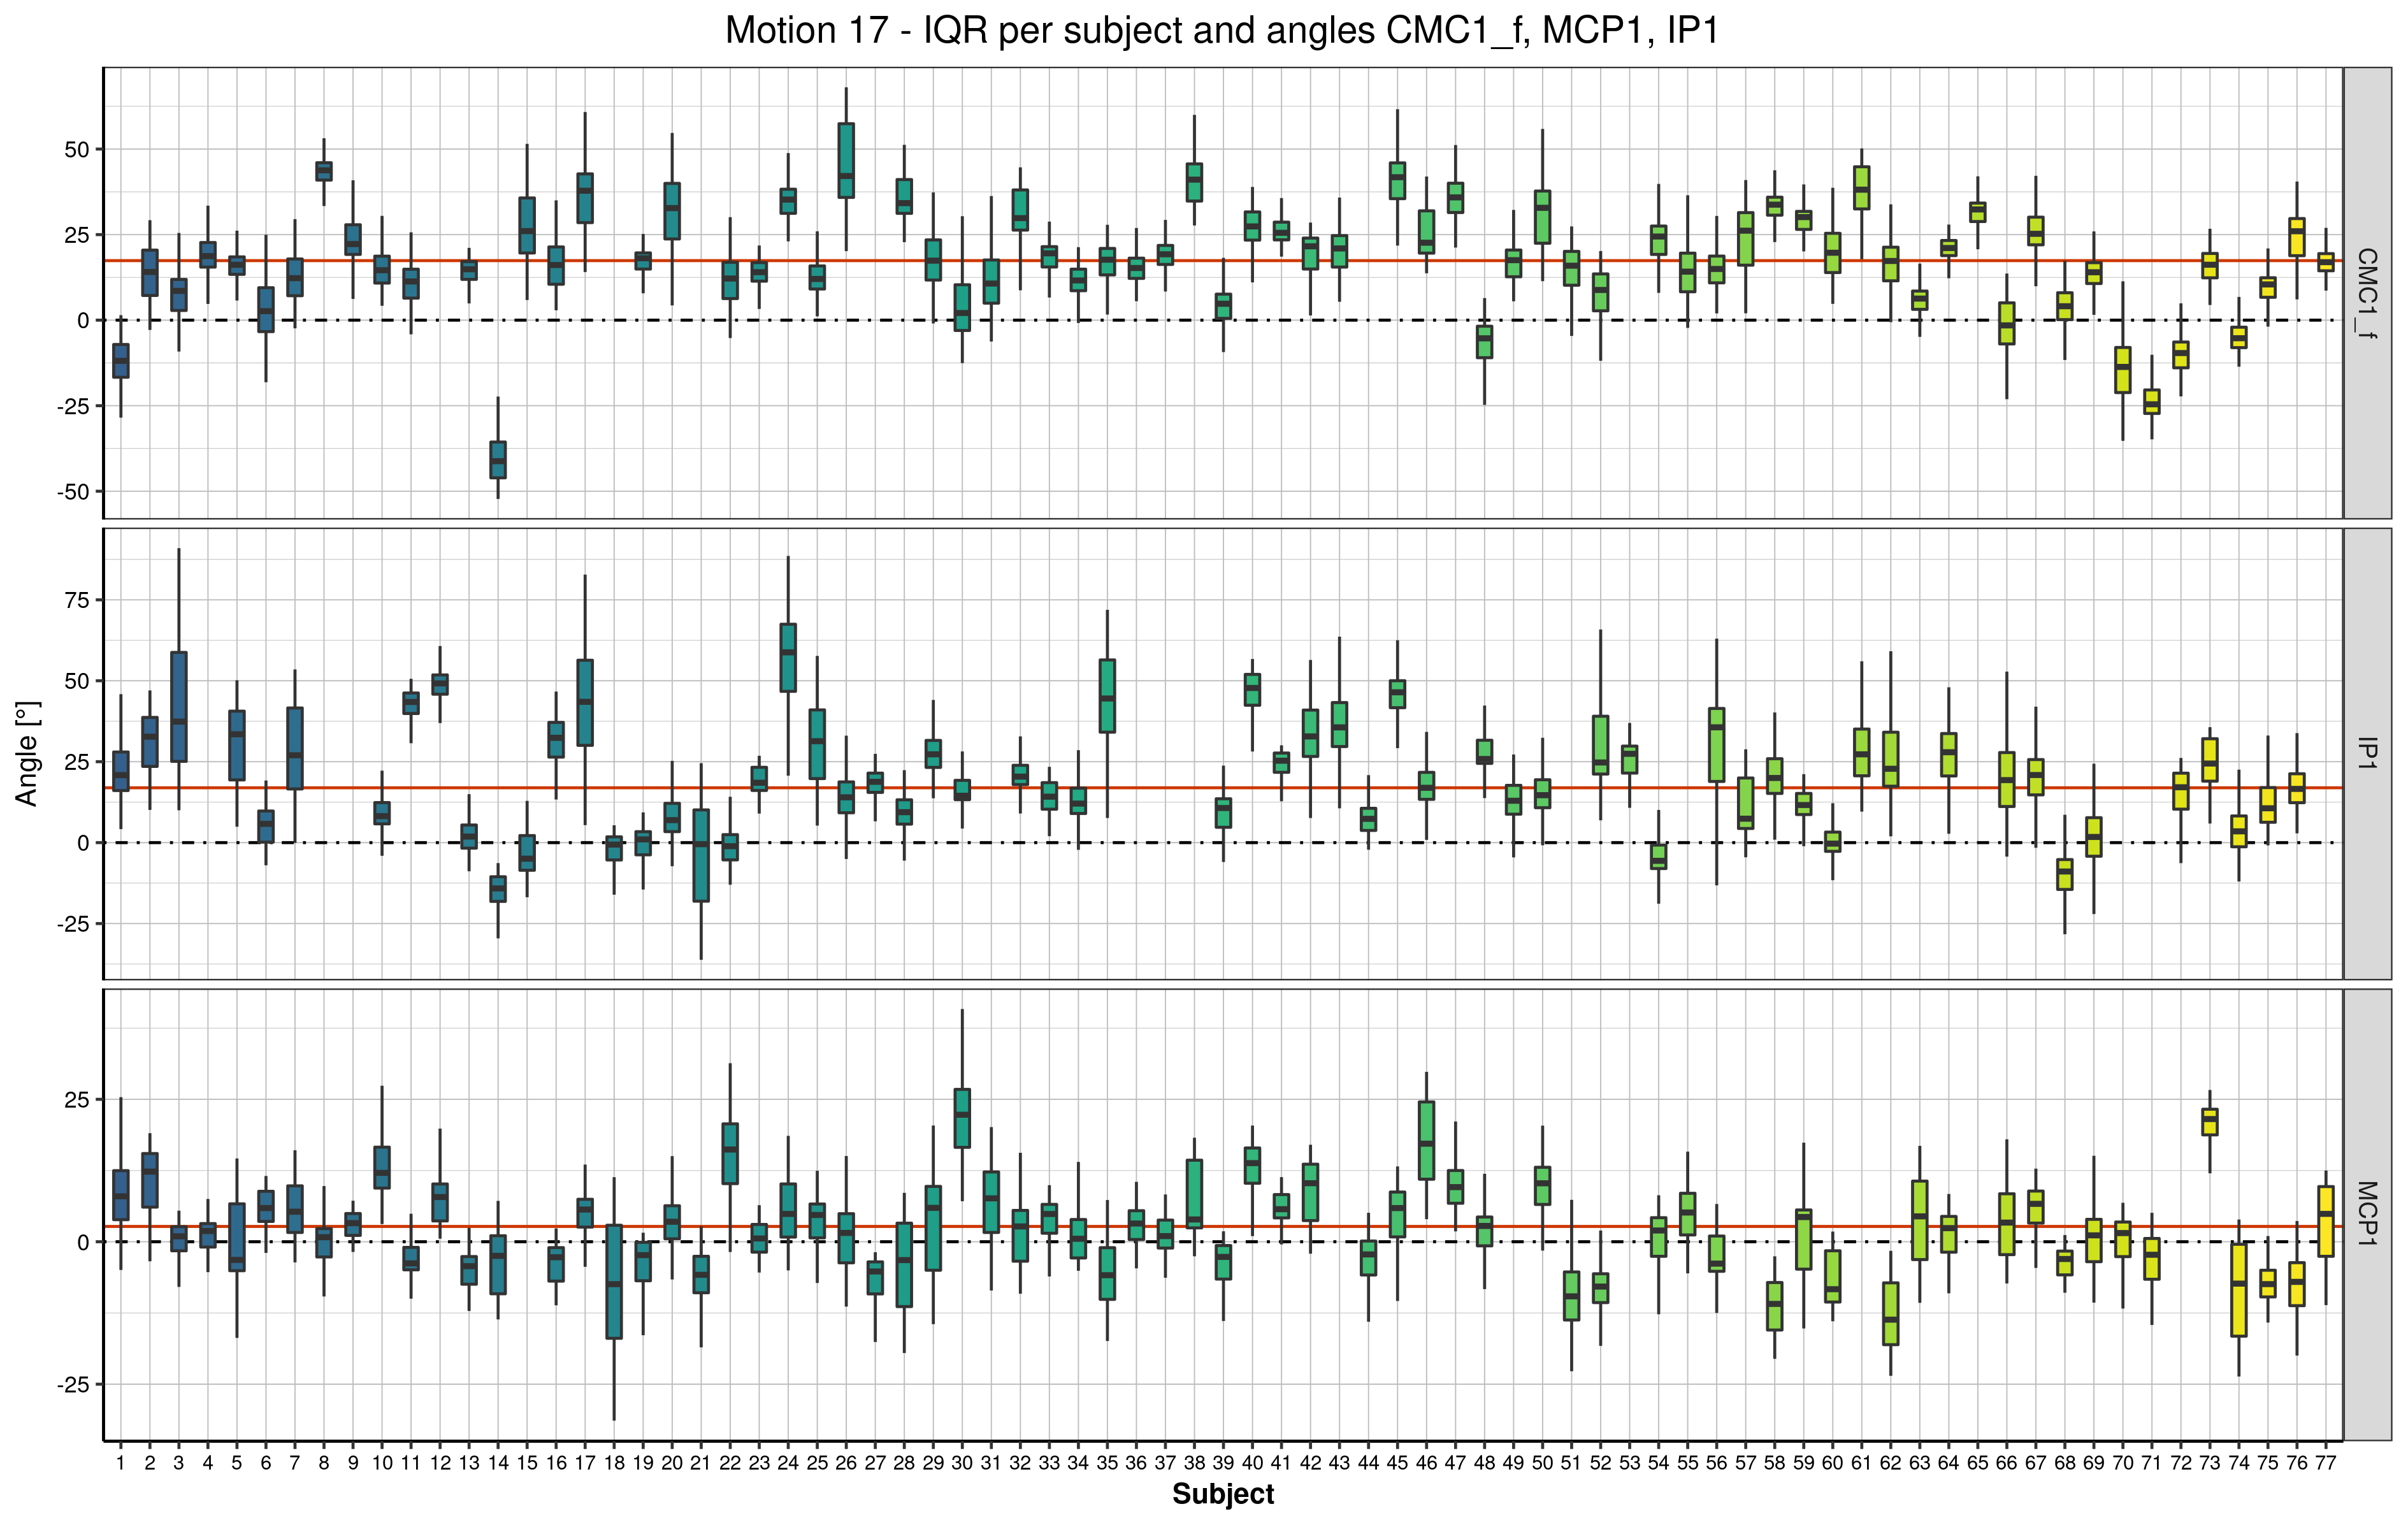 Motion 17 - IQR per subject and angles CMC1_f, MCP1, IP1
Angle [°]
50
25
0
-25
-50
CMC1_f
75
50
25
0
-25
IP1
25
0
-25
MCP1
1 2 3 4 5 6 7 8 9 10 11 12 13 14 15 16 17 18 19 20 21 22 23 24 25 26 27 28 29 30 31 32 33 34 35 36 37 38 39 40 41 42 43 44 45 46 47 48 49 50 51 52 53 54 55 56 57 58 59 60 61 62 63 64 65 66 67 68 69 70 71 72 73 74 75 76 77
Subject